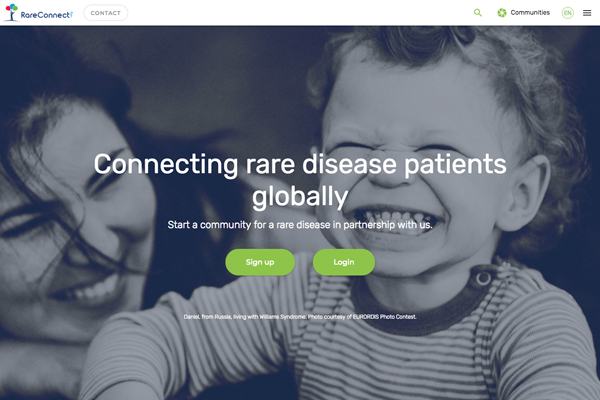 RareConnect
CONTACT
Communities
EN
Connecting rare disease patients
globally
Start a community for a rare disease in partnership with us.
Sign up
Login
Daniel, from Russia, living with Williams Syndrome. Photo courtesy of EURORDIS Photo Contest.